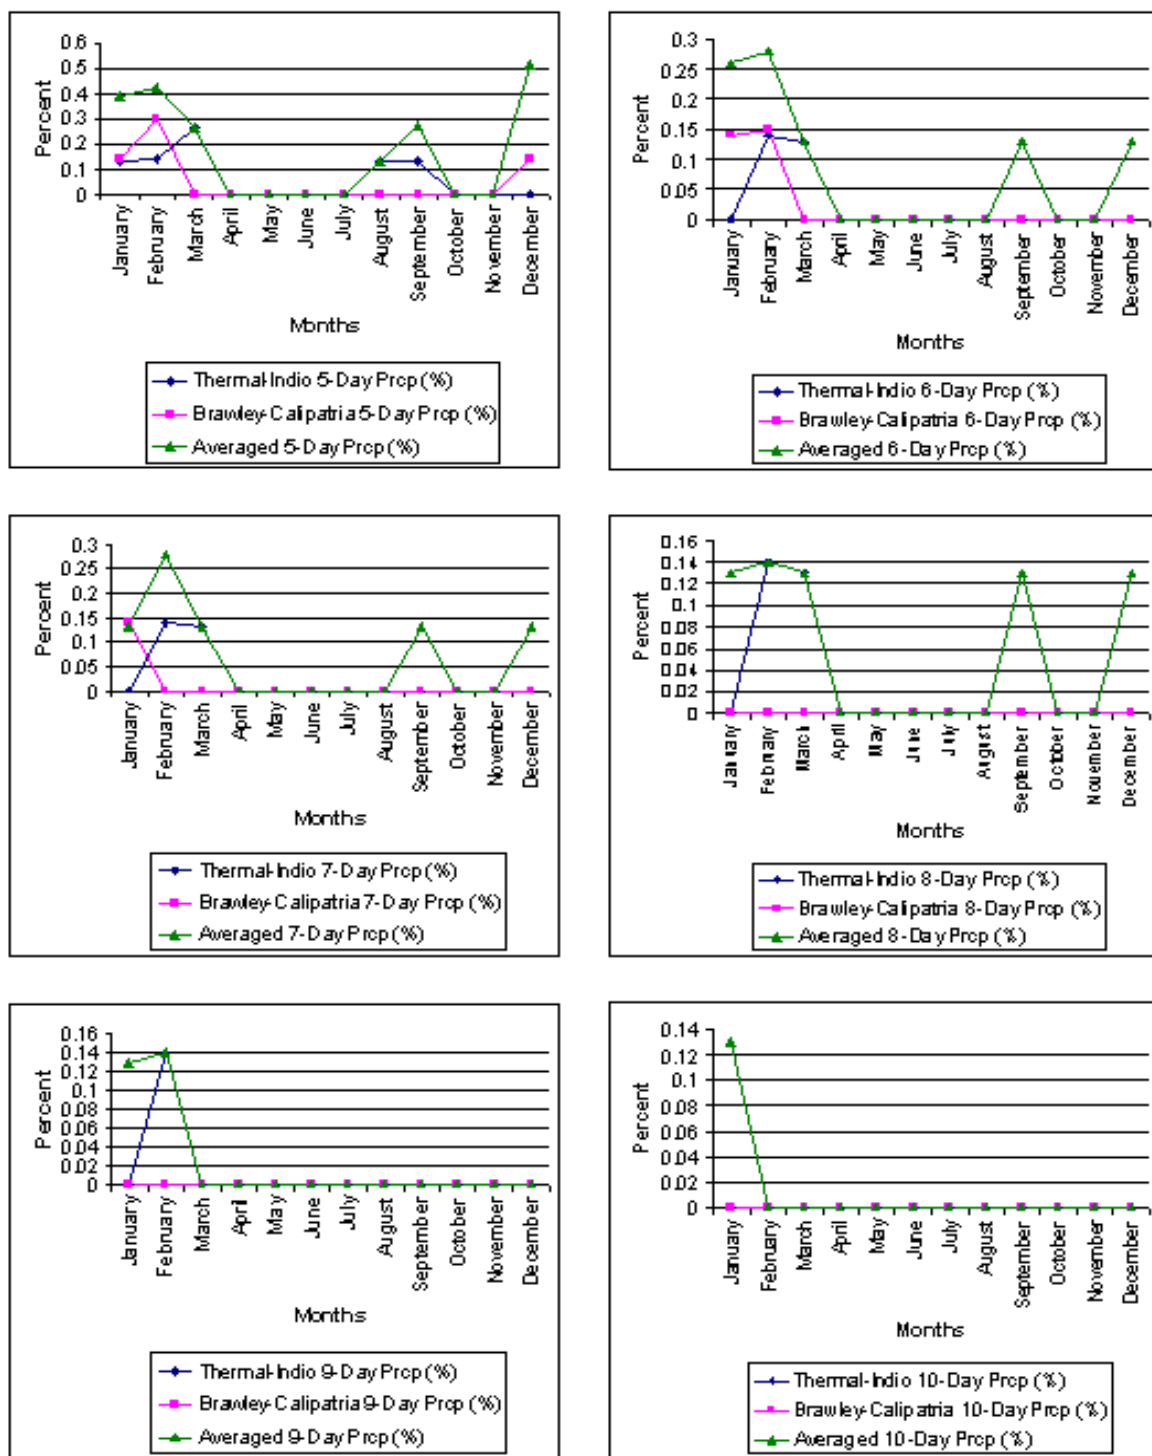 0.6
0.5
0.4
0.3
0.2
0.1
0
Percent
January
February
March
April
May
June
July
August
September
October
November
December
Months
Thermal-Indio 5-Day Prcp (%)
Brawley-Calipatria 5-Day Prcp (%)
Averaged 5-Day Prcp (%)
0.3
0.25
0.2
0.15
0.1
0.05
0
Percent
January
February
March
April
May
June
July
August
September
October
November
December
Months
Thermal-Indio 6-Day Prcp (%)
Brawley-Calipatria 6-Day Prcp (%)
Averaged 6-Day Prcp (%)
0.3
0.25
0.2
0.15
0.1
0.05
0
Percent
January
February
March
April
May
June
July
August
September
October
November
December
Months
Thermal-Indio 7-Day Prcp (%)
Brawley-Calipatria 7-Day Prcp (%)
Averaged 7-Day Prcp (%)
0.16
0.14
0.12
0.1
0.08
0.06
0.04
0.02
0
Percent
January
February
March
April
May
June
July
August
September
October
November
December
Months
Thermal-Indio 8-Day Prcp (%)
Brawley-Calipatria 8-Day Prcp (%)
Averaged 8-Day Prcp (%)
0.16
0.14
0.12
0.1
0.08
0.06
0.04
0.02
0
Percent
January
February
March
April
May
June
July
August
September
October
November
December
Months
Thermal-Indio 9-Day Prcp (%)
Brawley-Calipatria 9-Day Prcp (%)
Averaged 9-Day Prcp (%)
0.14
0.12
0.1
0.08
0.06
0.04
0.02
0
Percent
January
February
March
April
May
June
July
August
September
October
November
December
Months
Thermal-Indio 10-Day Prcp (%)
Brawley-Calipatria 10-Day Prcp (%)
Averaged 10-Day Prcp (%)